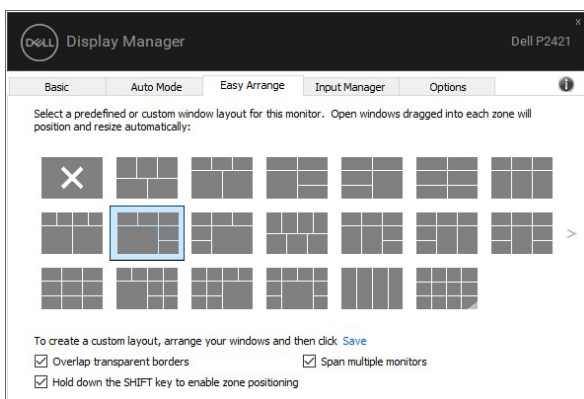 x
DELL Display Manager
Dell P2421
Basic
Auto Mode
Easy Arrange
Input Manager
Options
i
Select a predefined or custom window layout for this monitor. Open windows dragged into each zone will
position and resize automatically:
>
To create a custom layout, arrange your windows and then click Save
Overlap transparent borders
Span multiple monitors
Hold down the SHIFT key to enable zone positioning